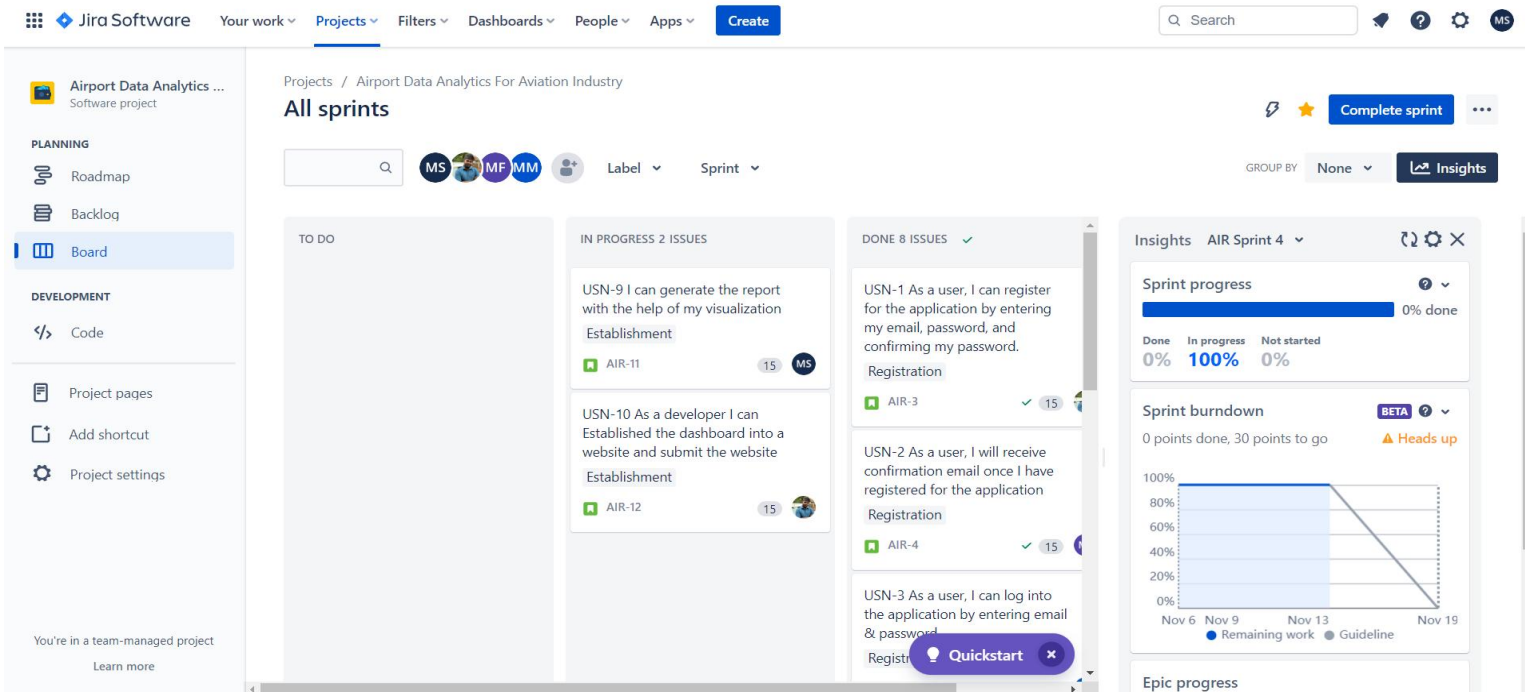 Jira Software
Your work
Projects
Filters
Dashboards
People
Apps
Create
Search
MS
Airport Data Analytics ...
Software project
PLANNING
Roadmap
Backlog
Board
DEVELOPMENT
Code
Project pages
Add shortcut
Project settings
You're in a team-managed project
Learn more
Projects / Airport Data Analytics For Aviation Industry
All sprints
Complete sprint
MS MF MM
Label
Sprint
GROUP BY
None
Insights
TO DO
IN PROGRESS 2 ISSUES
USN-9 I can generate the report
with the help of my visualization
Establishment
AIR-11
15
MS
USN-10 As a developer I can
Established the dashboard into a
website and submit the website
Establishment
AIR-12
15
DONE 8 ISSUES
USN-1 As a user, I can register
for the application by entering
my email, password, and
confirming my password.
Registration
AIR-3
15
USN-2 As a user, I will receive
confirmation email once I have
registered for the application
Registration
AIR-4
15
USN-3 As a user, I can log into
the application by entering email
& password
Registr
Quickstart
Insights
AIR Sprint 4
Sprint progress
0% done
Done In progress Not started
0% 100% 0%
Sprint burndown
BETA
0 points done, 30 points to go
Heads up
100%
80%
60%
40%
20%
0%
Nov 6 Nov 9 Nov 13 Nov 19
Remaining work Guideline
Epic progress